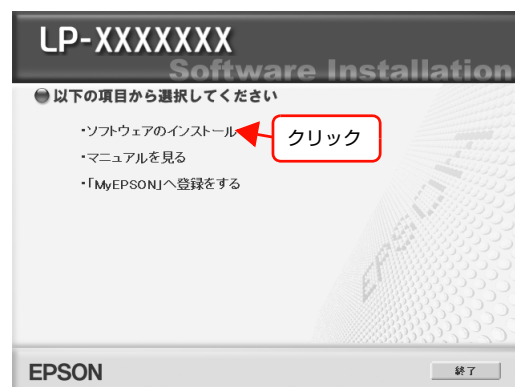 LP-XXXXXXX
Software Installation
以下の項目から選択してください
・ソフトウェアのインストール
クリック
・マニュアルを見る
・「MyEPSON」へ登録をする
EPSON
EPSON
終了